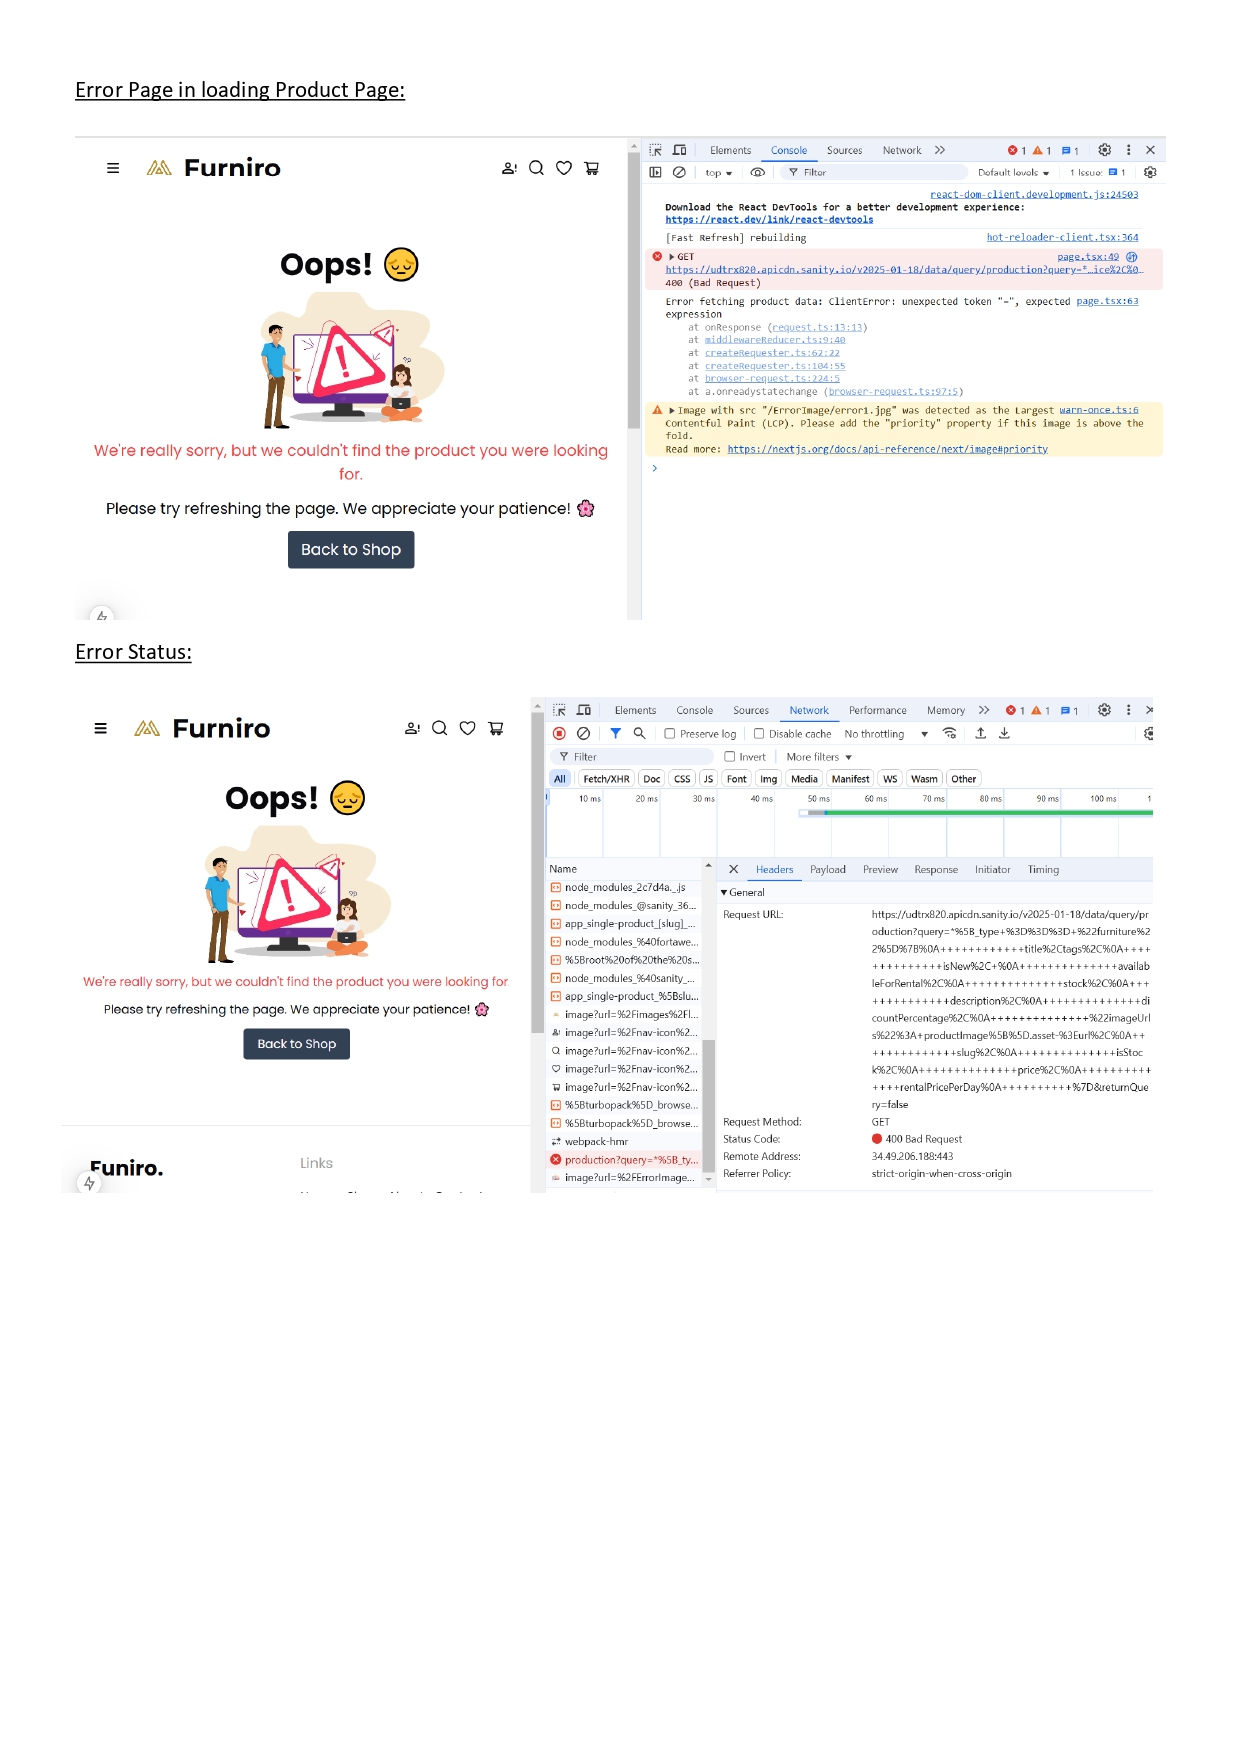 Error Page in loading Product Page:
Furniro
Oops!
We're really sorry, but we couldn't find the product you were looking
for.
Please try refreshing the page. We appreciate your patience!
Back to Shop
Elements Console Sources Network 1 1 1
top Filter Default levels 1 Issue: 1
react-dom-client.development.js:24503
Download the React DevTools for a better development experience:
https://react.dev/link/react-devtools
[Fast Refresh] rebuilding hot-reloader-client.tsx:364
GET page.tsx:49
https://udtrx820.apicdn.sanity.io/v2025-01-18/data/query/production?query=*…ice%2C%0…
400 (Bad Request)
Error fetching product data: ClientError: unexpected token "=", expected page.tsx:63
expression
at onResponse (request.ts:13:13)
at middlewareReducer.ts:9:40
at createRequester.ts:62:22
at createRequester.ts:104:55
at browser-request.ts:224:5
at a.onreadystatechange (browser-request.ts:97:5)
Image with src "/ErrorImage/error1.jpg" was detected as the Largest warn-once.ts:6
Contentful Paint (LCP). Please add the "priority" property if this image is above the
fold.
Read more: https://nextjs.org/docs/api-reference/next/image#priority
Error Status:
Furniro
Oops!
We're really sorry, but we couldn't find the product you were looking for
Please try refreshing the page. We appreciate your patience!
Back to Shop
Funiro.
Links
Elements Console Sources Network Performance Memory 1 1 1
Preserve log Disable cache No throttling
Filter Invert More filters
All Fetch/XHR Doc CSS JS Font Img Media Manifest WS Wasm Other
10 ms 20 ms 30 ms 40 ms 50 ms 60 ms 70 ms 80 ms 90 ms 100 ms 1
Name
node_modules_2c7d4a._.js
node_modules_@sanity_36...
app_single-product_[slug]_...
node_modules_%40fortawe...
%5Broot%20of%20the%20s...
node_modules_%40sanity_...
app_single-product_%5Bslu...
image?url=%2Fimages%2Fl...
image?url=%2Fnav-icon%2...
image?url=%2Fnav-icon%2...
image?url=%2Fnav-icon%2...
image?url=%2Fnav-icon%2...
%5Bturbopack%5D_browse...
%5Bturbopack%5D_browse...
webpack-hmr
production?query=*%5B_ty...
image?url=%2FErrorImage...
Headers Payload Preview Response Initiator Timing
General
Request URL: https://udtrx820.apicdn.sanity.io/v2025-01-18/data/query/pr
oduction?query=*%5B_type+%3D%3D%3D+%22furniture%2
2%5D%7B%0A++++++++++++title%2Ctags%2C%0A++++
++++++++++isNew%2C+%0A++++++++++++++availab
leForRental%2C%0A++++++++++++++stock%2C%0A+++
+++++++++++description%2C%0A++++++++++++++di
countPercentage%2C%0A++++++++++++++%22imageUrl
s%22%3A+productImage%5B%5D.asset-%3Eurl%2C%0A++
++++++++++++slug%2C%0A++++++++++++++isStoc
k%2C%0A++++++++++++++price%2C%0A++++++++++
++++rentalPricePerDay%0A++++++++++%7D&returnQue
ry=false
Request Method: GET
Status Code: 400 Bad Request
Remote Address: 34.49.206.188:443
Referrer Policy: strict-origin-when-cross-origin